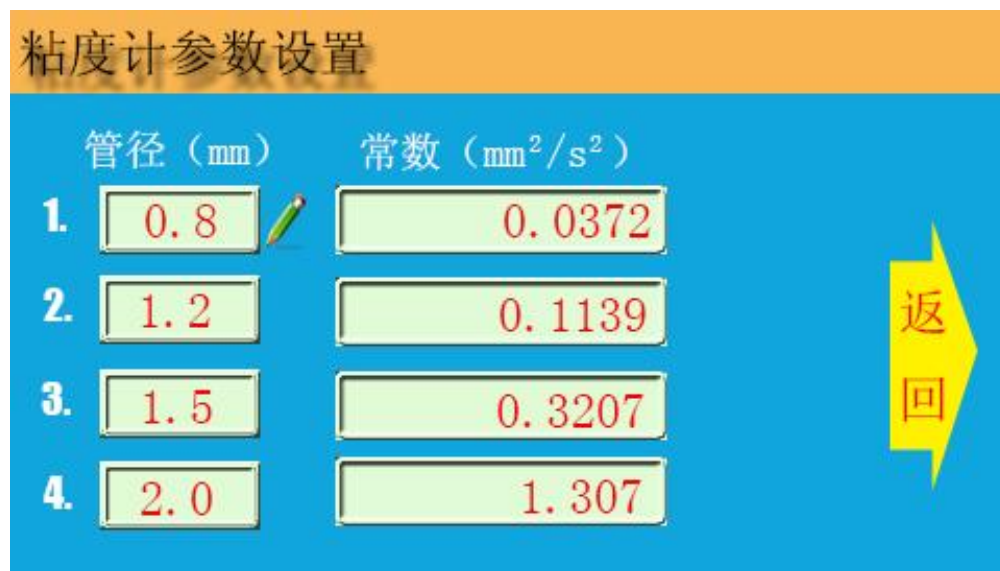 粘度计参数设置
管径（mm） 常数（mm²/s²）
1. 0.8 0.0372
2. 1.2 0.1139
3. 1.5 0.3207
4. 2.0 1.307
返
回